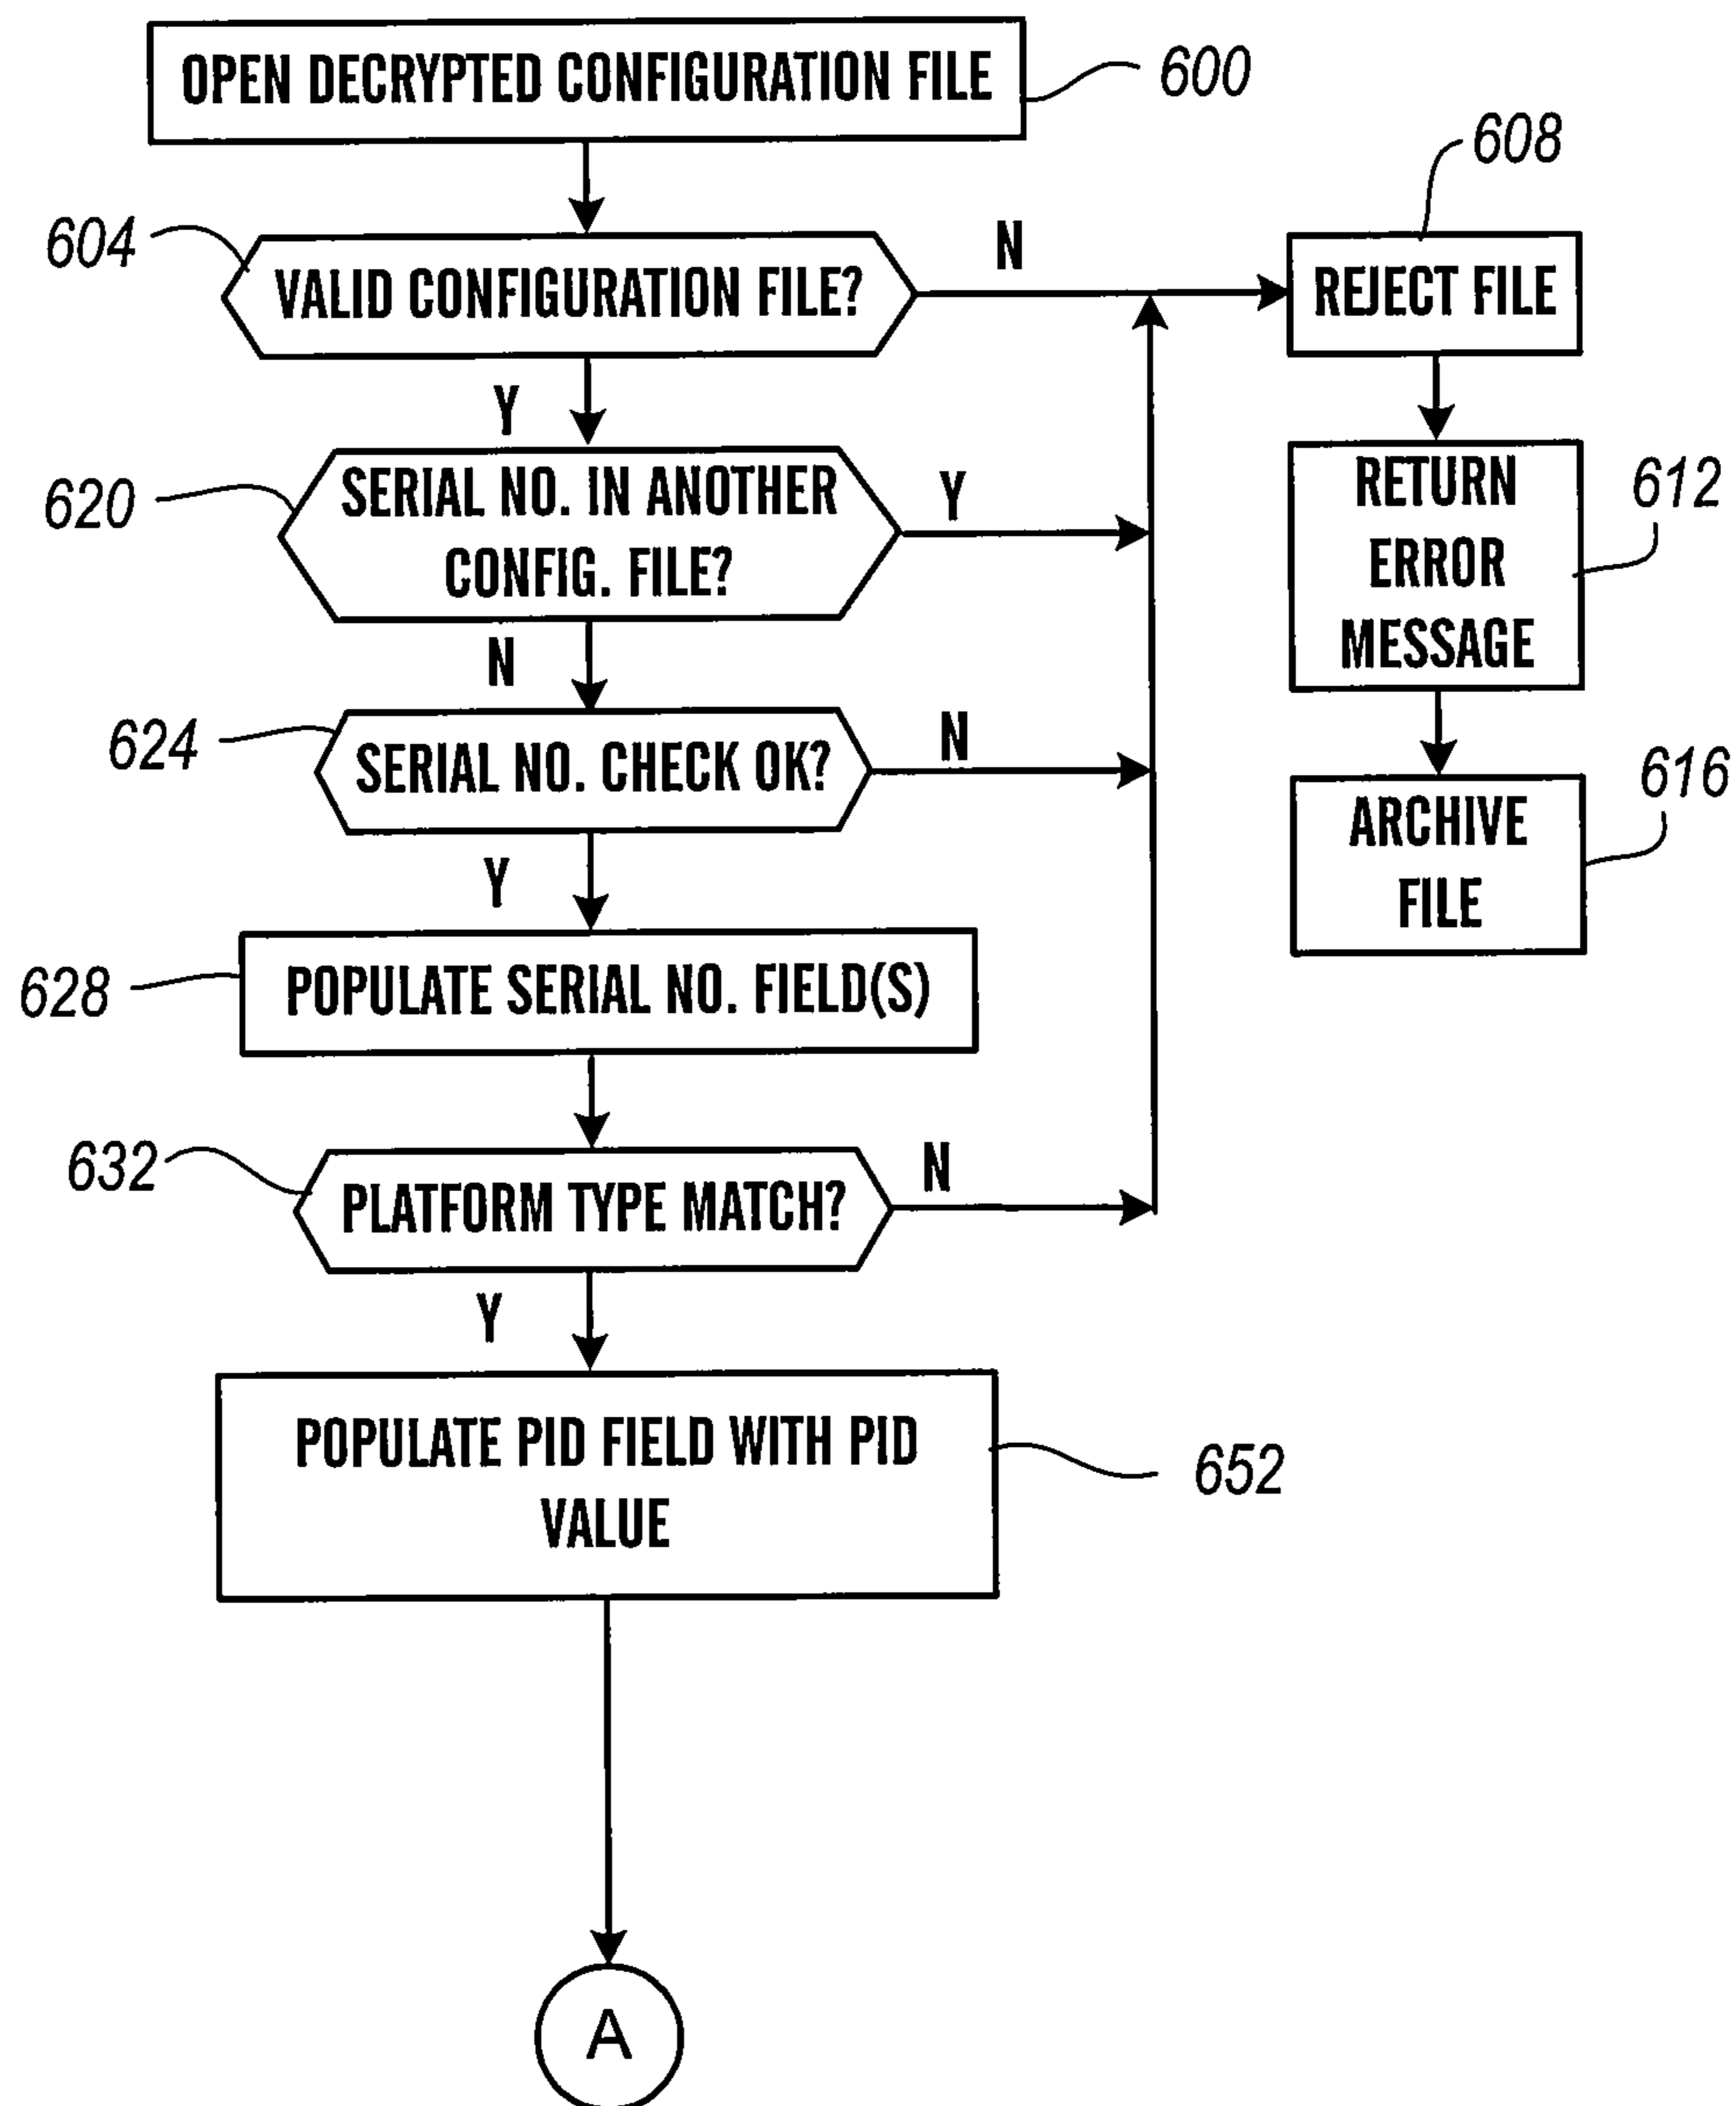 OPEN DECRYPTED CONFIGURATION FILE
600
608
604
VALID CONFIGURATION FILE?
N
REJECT FILE
Y
620
SERIAL NO. IN ANOTHER
CONFIG. FILE?
Y
RETURN
ERROR
MESSAGE
612
N
624
SERIAL NO. CHECK OK?
N
ARCHIVE
FILE
616
Y
628
POPULATE SERIAL NO. FIELD(S)
632
PLATFORM TYPE MATCH?
N
Y
POPULATE PID FIELD WITH PID
VALUE
652
A